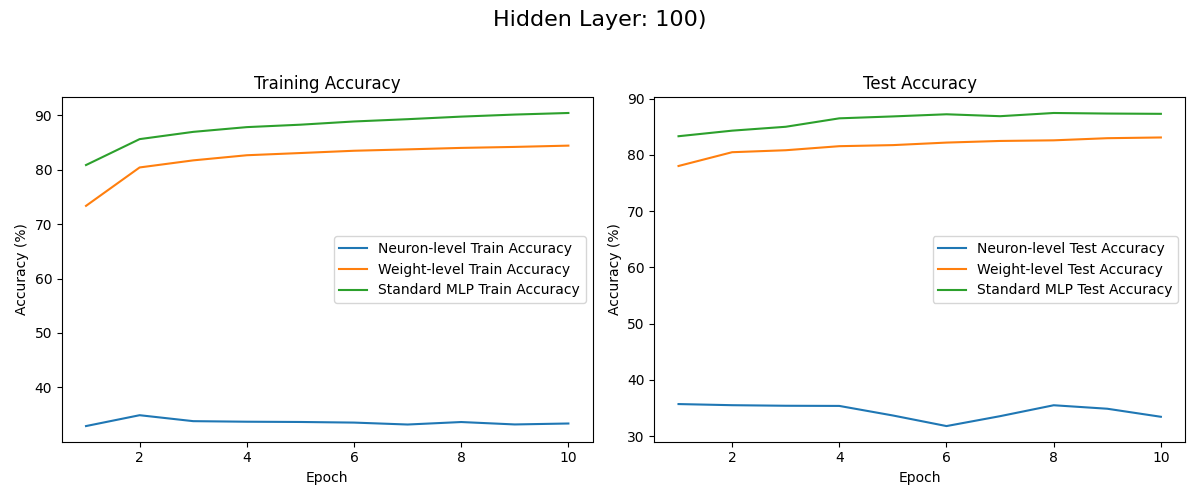 Hidden Layer: 100)
Training Accuracy
Accuracy (%)
90
80
70
60
50
40
Neuron-level Train Accuracy
Weight-level Train Accuracy
Standard MLP Train Accuracy
2
4
6
8
10
Epoch
Test Accuracy
Accuracy (%)
90
80
70
60
50
40
30
Neuron-level Test Accuracy
Weight-level Test Accuracy
Standard MLP Test Accuracy
2
4
6
8
10
Epoch